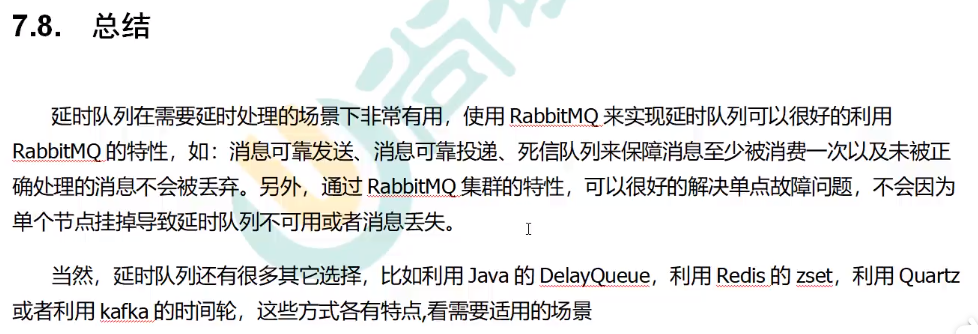 7.8. 总结
延时队列在需要延时处理的场景下非常有用，使用 RabbitMQ 来实现延时队列可以很好的利用
RabbitMQ 的特性，如：消息可靠发送、消息可靠投递、死信队列来保障消息至少被消费一次以及未被正
确处理的消息不会被丢弃。另外，通过 RabbitMQ 集群的特性，可以很好的解决单点故障问题，不会因为
单个节点挂掉导致延时队列不可用或者消息丢失。
当然，延时队列还有很多其它选择，比如利用 Java 的 DelayQueue，利用 Redis 的 zset，利用 Quartz
或者利用 kafka 的时间轮，这些方式各有特点,看需要适用的场景